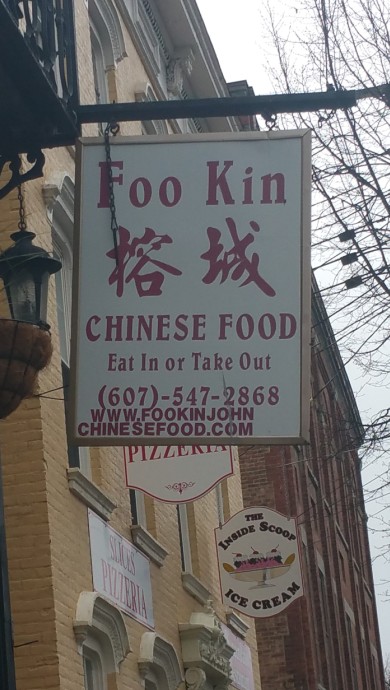 Foo Kin
榕城
CHINESE FOOD
Eat In or Take Out
(607)-547-2868
WWW.FOOKINJOHN
CHINESEFOOD.COM
PIZZERIA
PIZZERIA
THE
INSIDE SCOOP
ICE CREAM